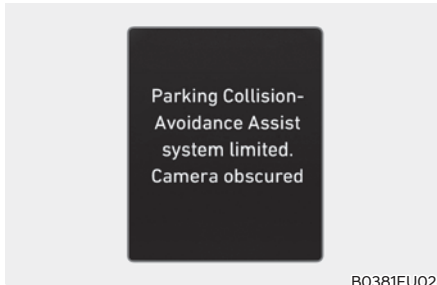 Parking Collision-
Avoidance Assist
system limited.
Camera obscured
B0381EU02